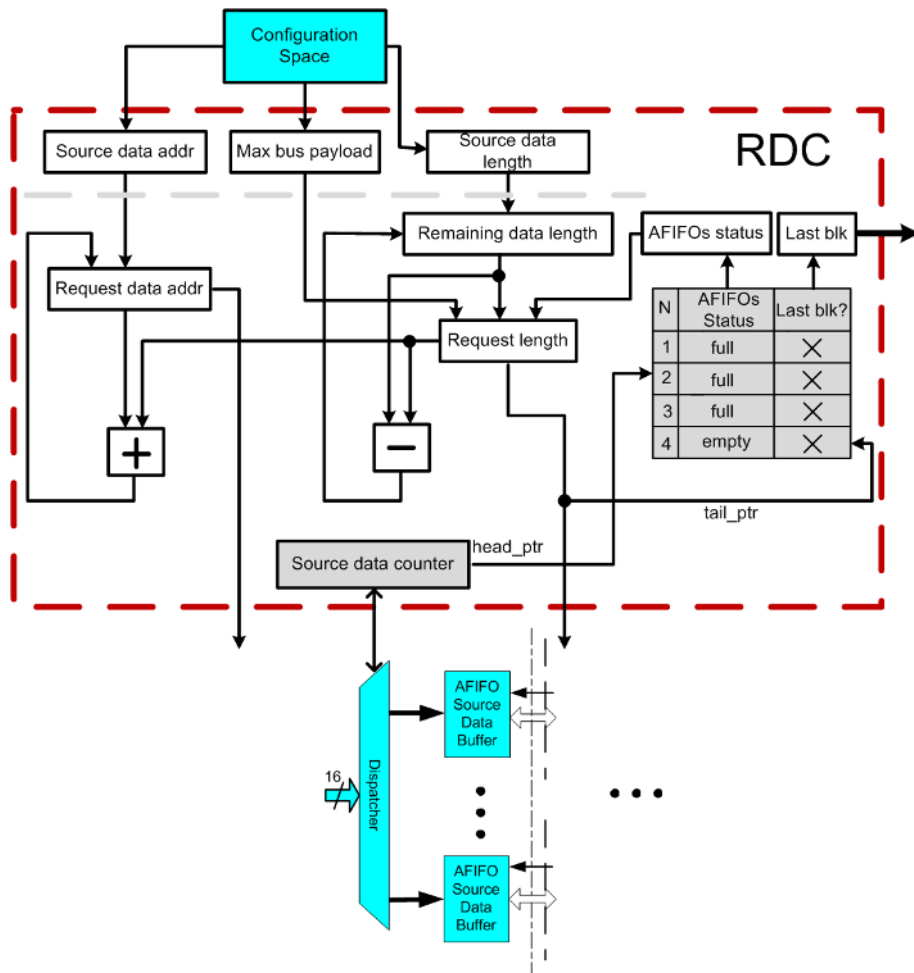 Configuration
Space
RDC
Source data addr
Max bus payload
Source data
length
Remaining data length
AFIFOs status
Last blk
Request data addr
N
AFIFOs
Status
Last blk?
Request length
1
full
2
full
3
full
4
empty
+
−
tail_ptr
head_ptr
Source data counter
AFIFO
Source
Data
Buffer
16
Dispatcher
AFIFO
Source
Data
Buffer